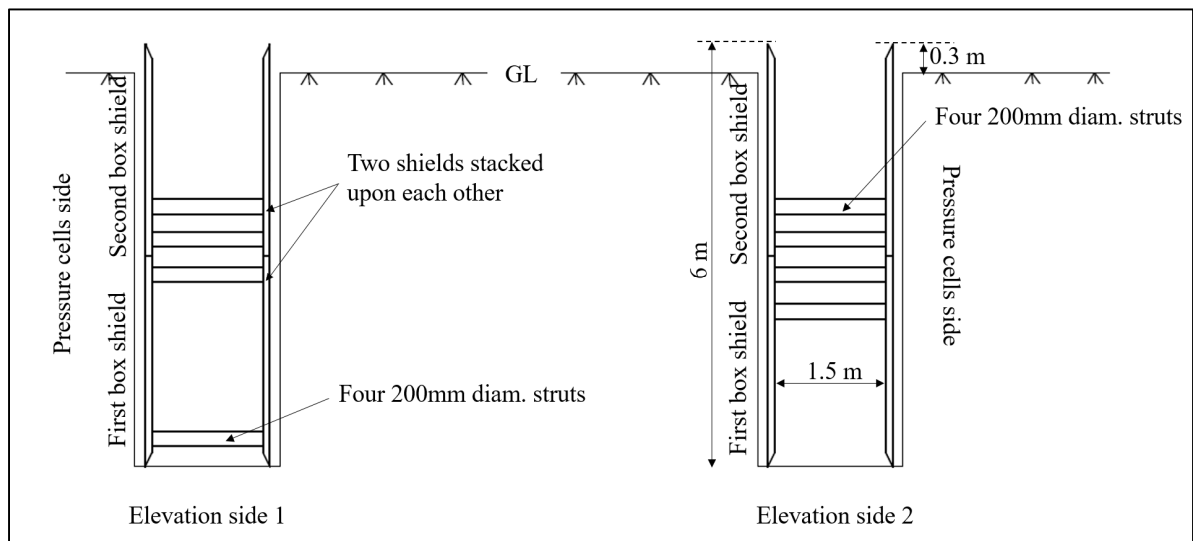 GL
0.3 m
Pressure cells side
Second box shield
First box shield
Two shields stacked
upon each other
Four 200mm diam. struts
Elevation side 1
6 m
Second box shield
First box shield
Four 200mm diam. struts
Pressure cells side
1.5 m
Elevation side 2